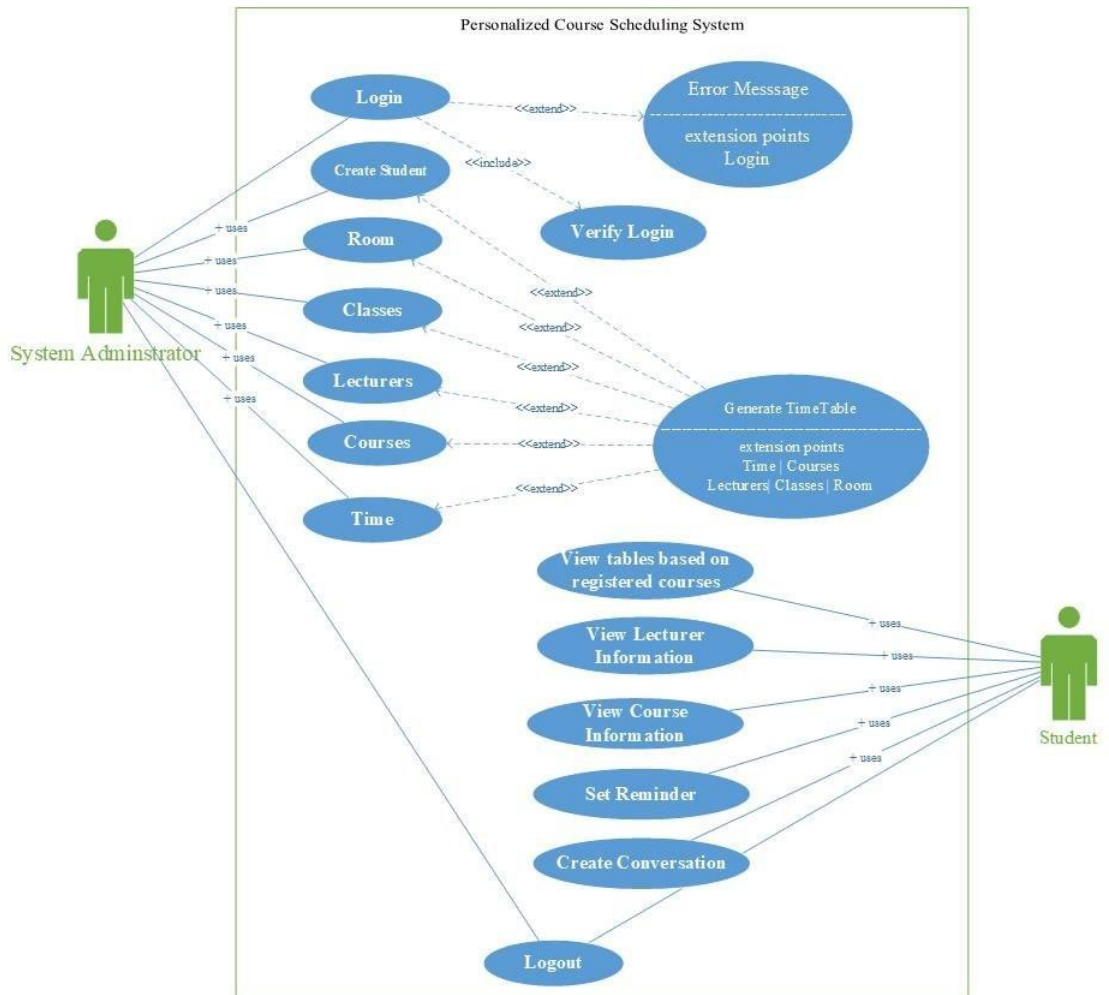 Personalized Course Scheduling System
Login
<<extend>>
Error Messsage
extension points
Login
<<include>>
Create Student
Verify Login
+ uses
Room
+ uses
<<extend>>
Classes
+ uses
<<extend>>
System Adminstrator
+ uses
+ uses
Lecturers
<<extend>>
+ uses
<<extend>>
Generate TimeTable
Courses
<<extend>>
extension points
Time | Courses
Lecturers| Classes | Room
Time
<<extend>>
View tables based on
registered courses
+ uses
View Lecturer
Information
+ uses
View Course
Information
+ uses
Student
+ uses
Set Reminder
+ uses
Create Conversation
Logout